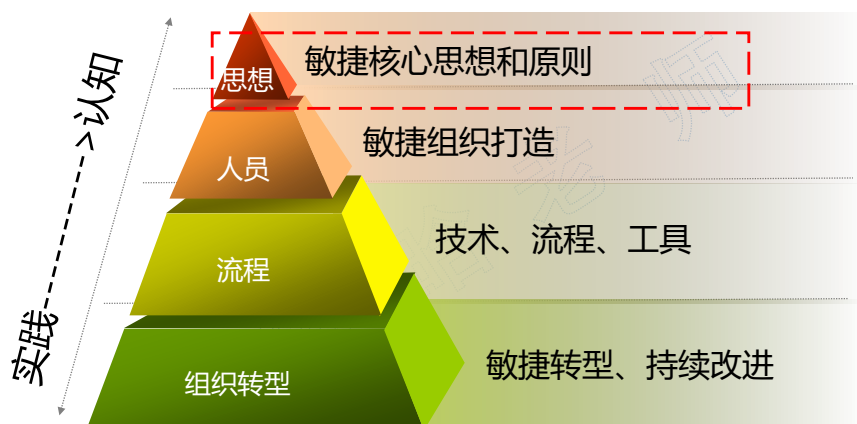 思想
敏捷核心思想和原则
人员
敏捷组织打造
流程
技术、流程、工具
组织转型
敏捷转型、持续改进
实践------>认知
老师